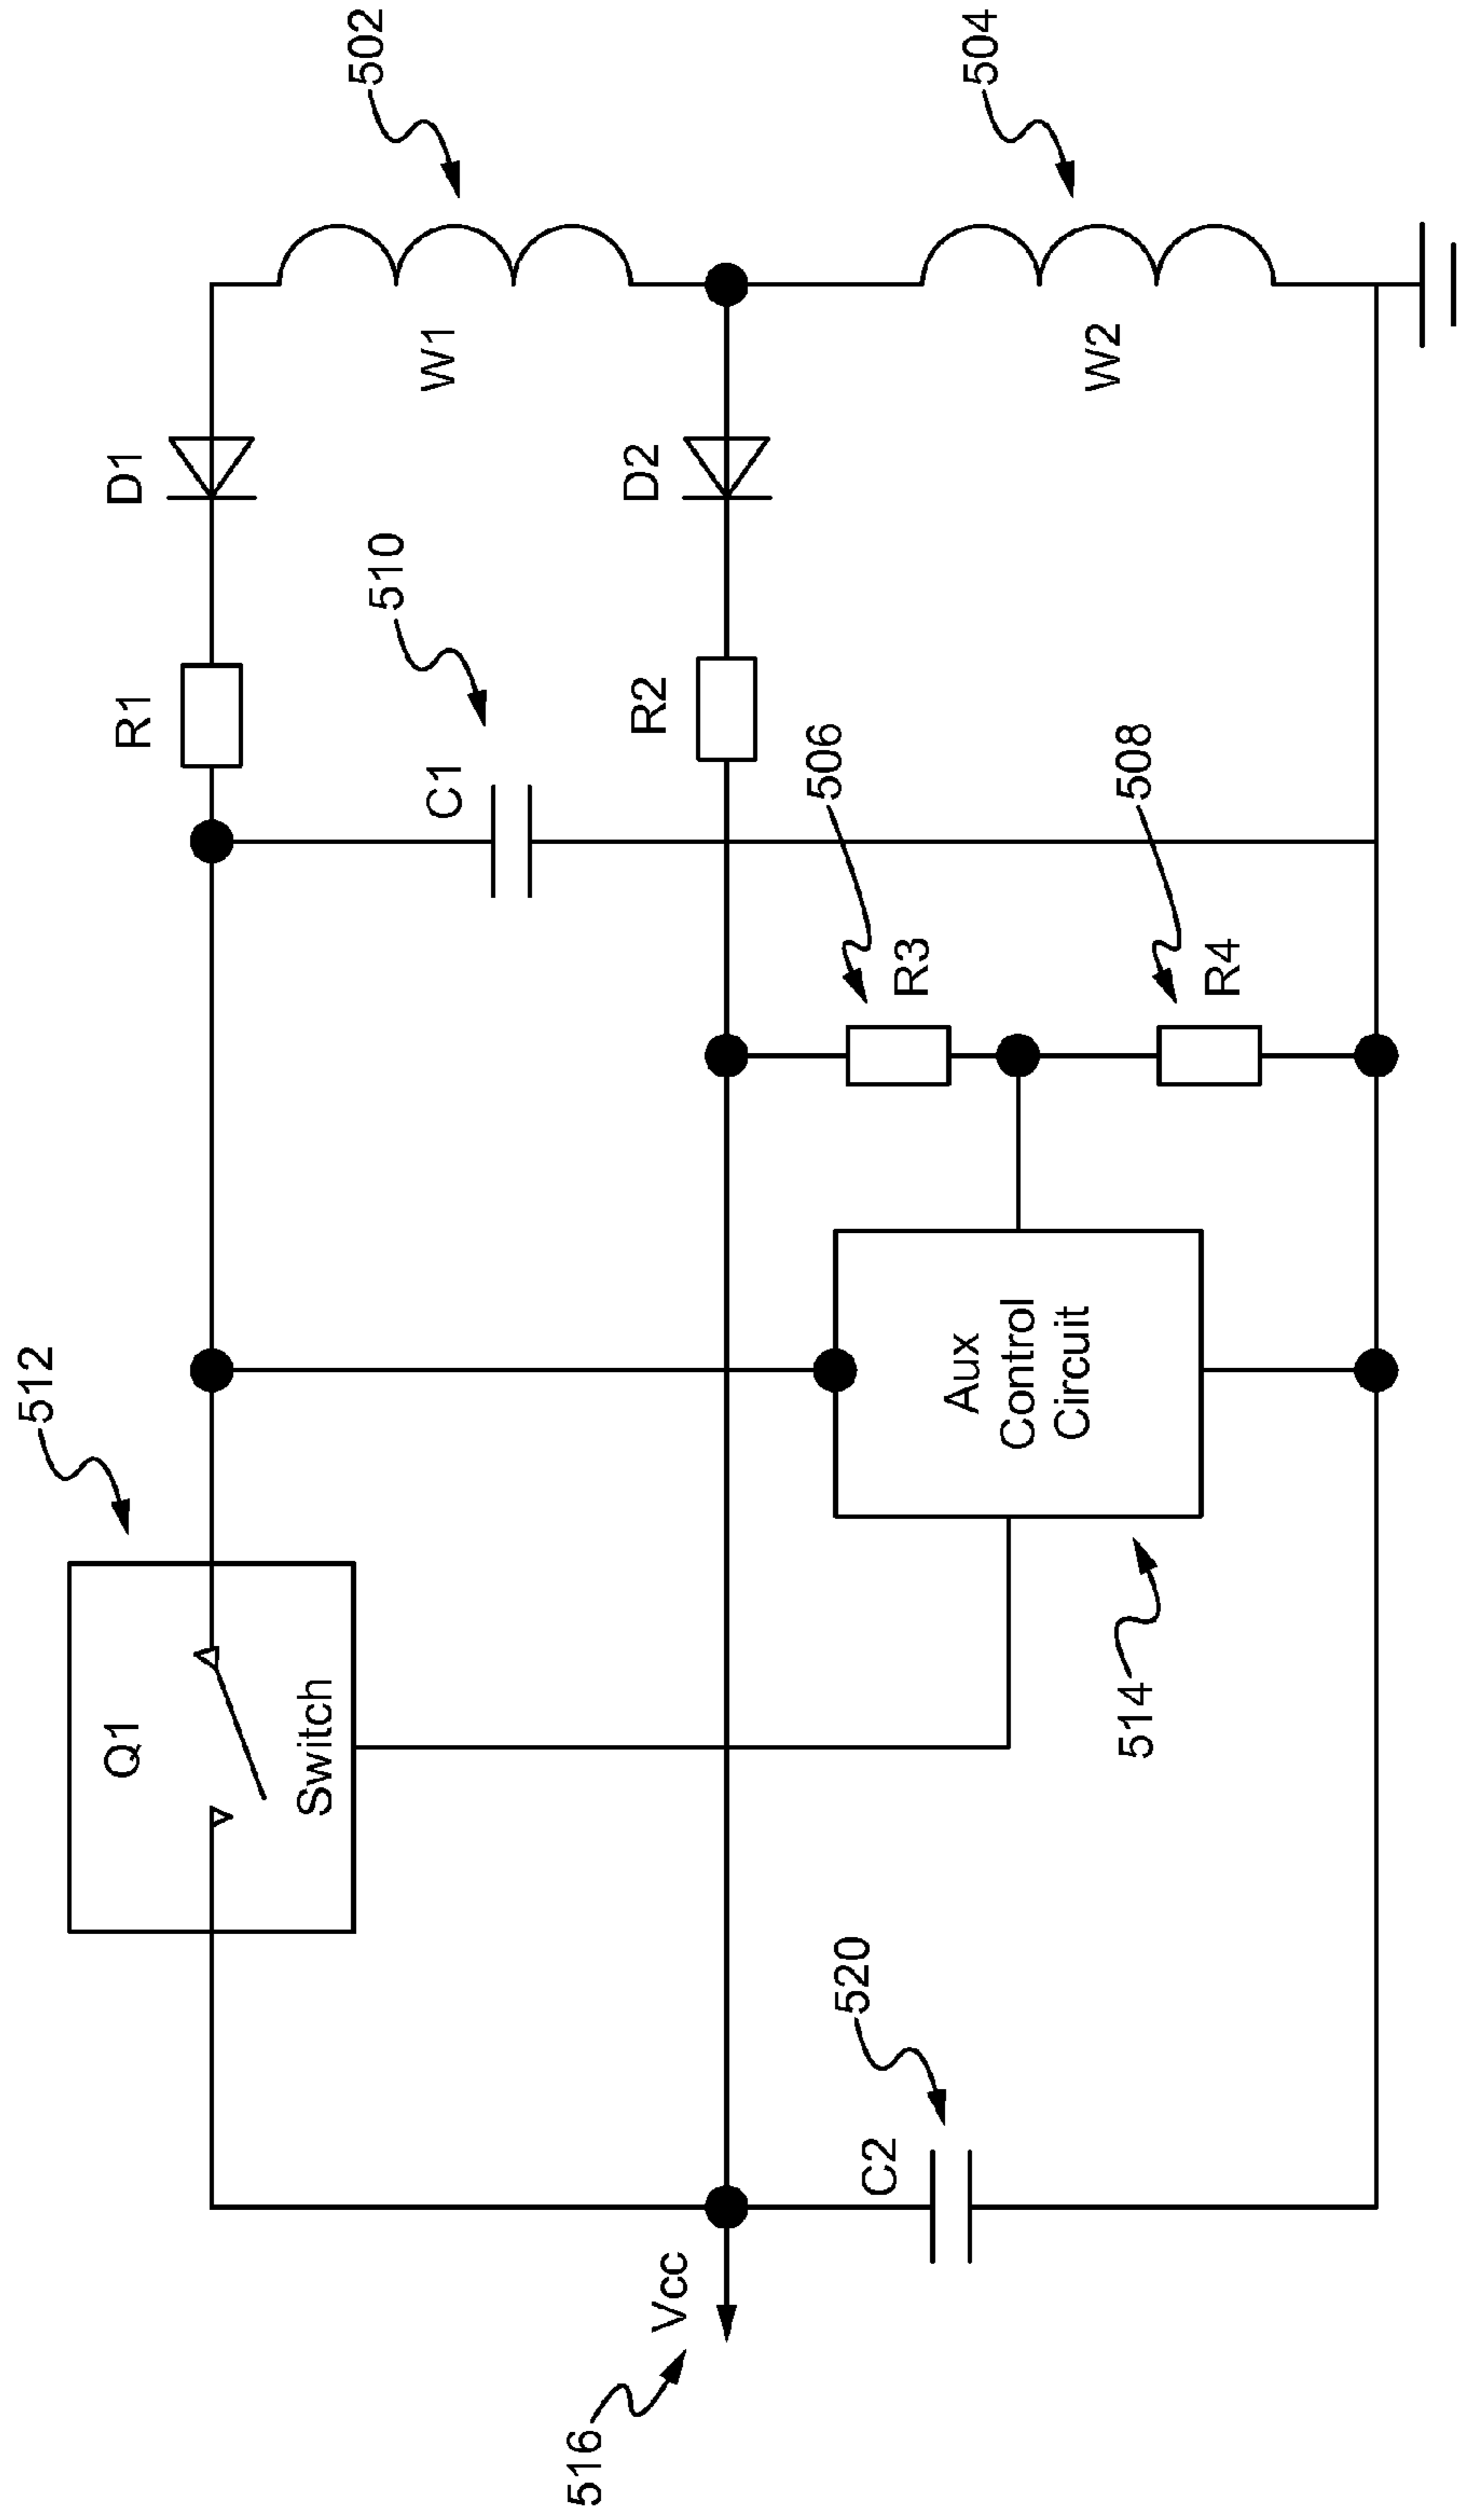 502
504
W1
W2
D1
D2
510
R1
R2
C1
506
508
R3
R4
512
Aux
Control
Circuit
Q1
Switch
514
520
C2
Vcc
516